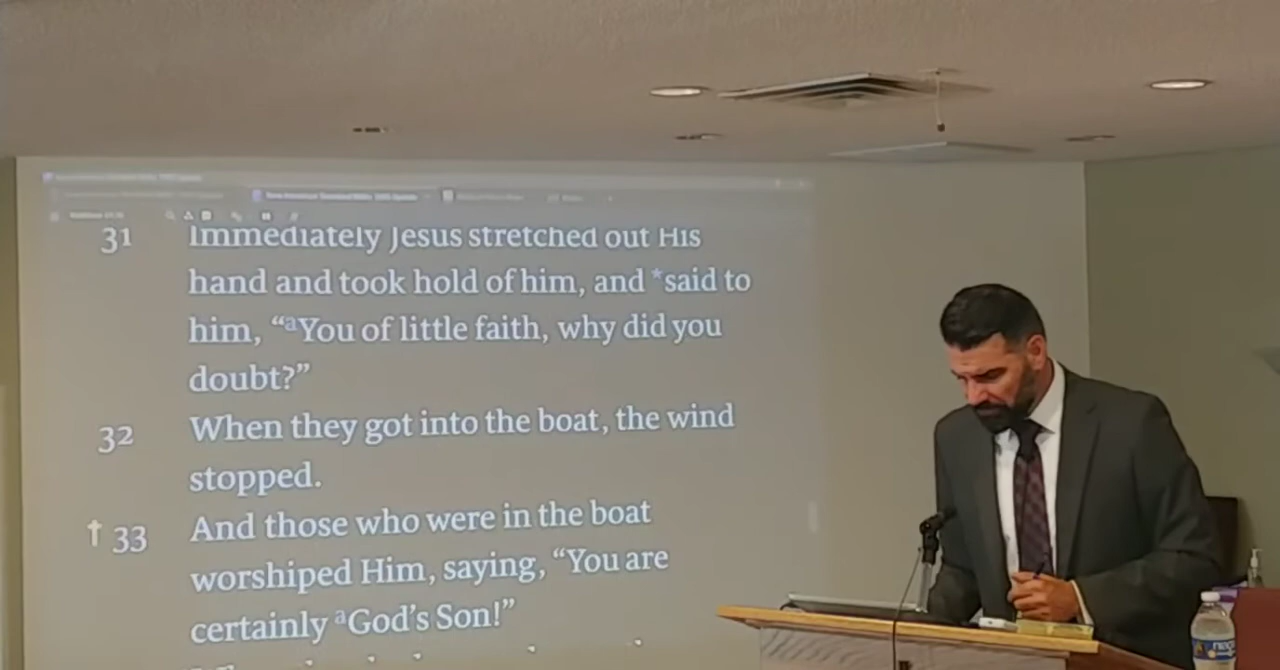 31 Immediately Jesus stretched out His
hand and took hold of him, and *said to
him, “ªYou of little faith, why did you
doubt?”
32 When they got into the boat, the wind
stopped.
† 33 And those who were in the boat
worshiped Him, saying, “You are
certainly ªGod’s Son!”